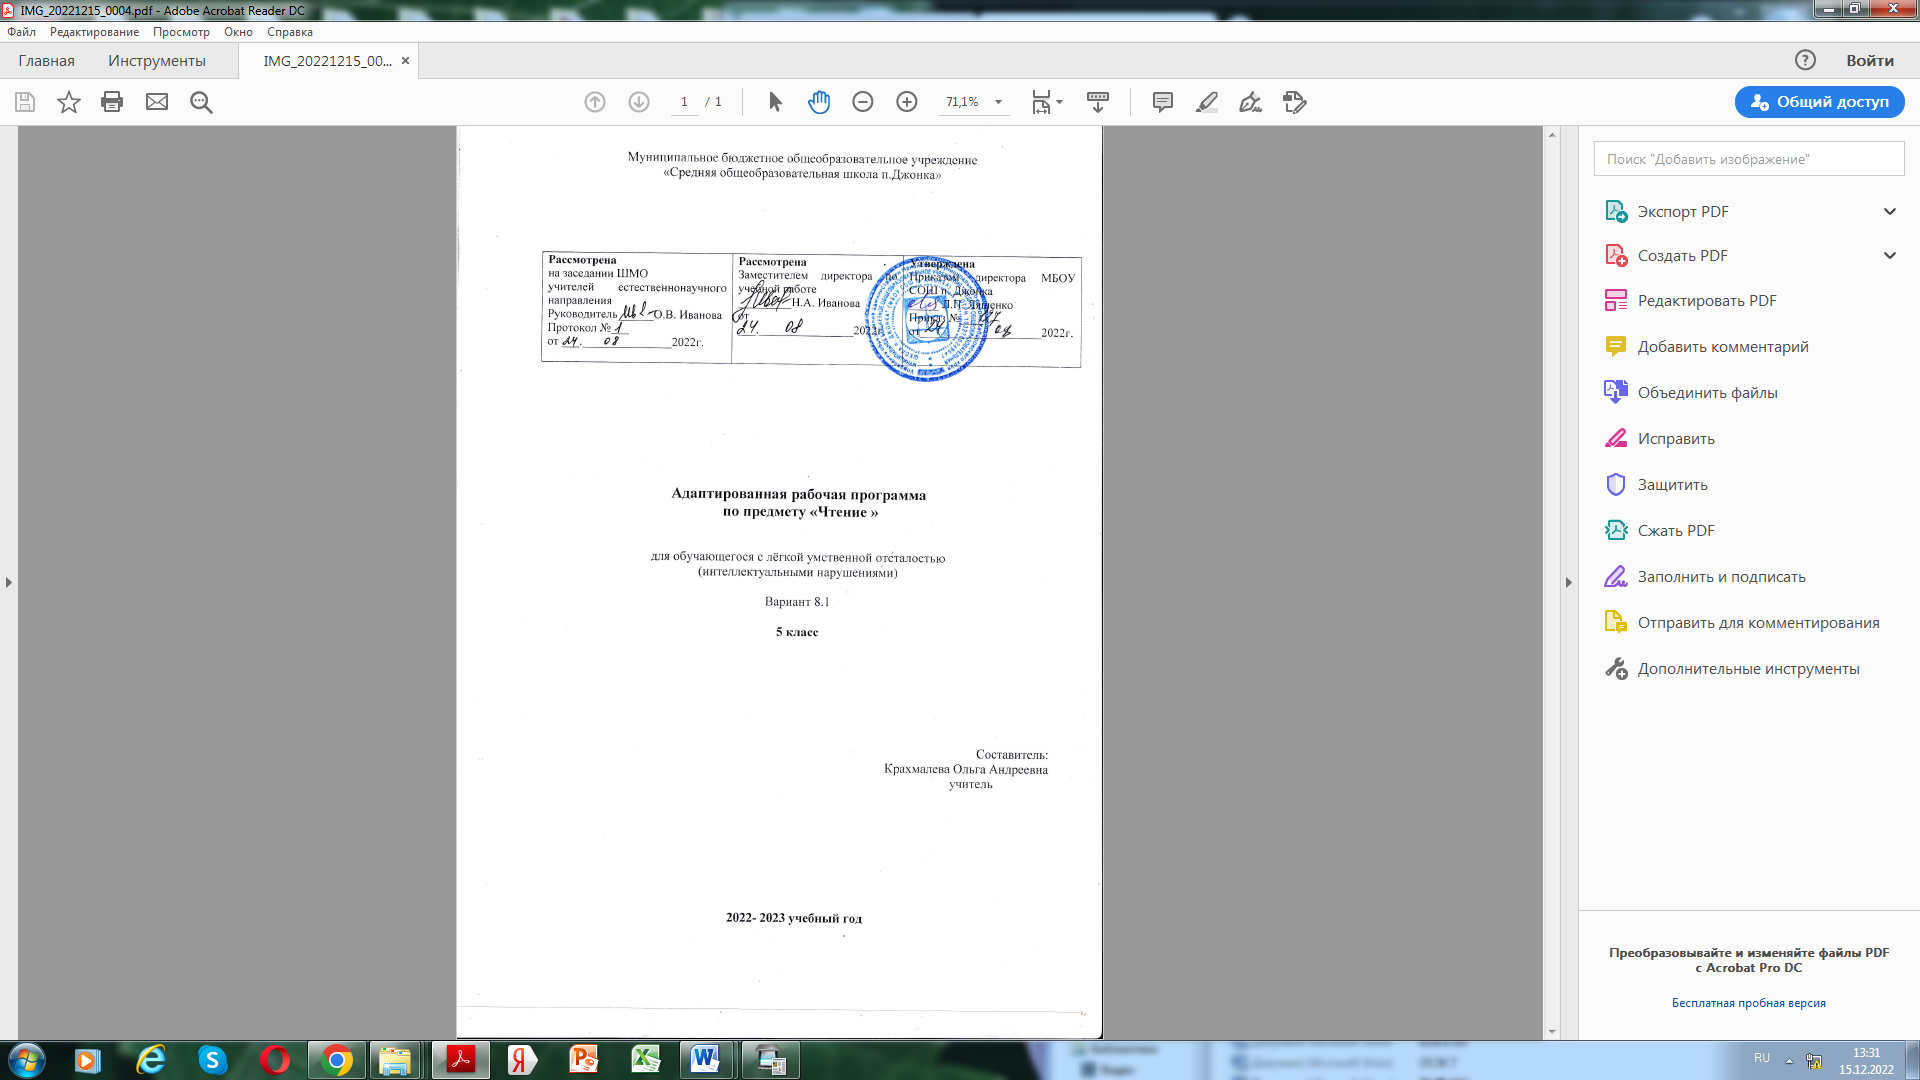 IMG_20221215_0004.pdf - Adobe Acrobat Reader DC
Файл Редактирование Просмотр Окно Справка
Главная Инструменты IMG_20221215_00... × Войти
1 / 1 71,1% Общий доступ
Муниципальное бюджетное общеобразовательное учреждение
«Средняя общеобразовательная школа п.Джонка»
Рассмотрена
на заседании ШМО
учителей естественнонаучного
направления
Руководитель О.В. Иванова
Протокол № 1
от 24. 08 2022г.
Рассмотрена
Заместителем директора по
учебной работе
Н.А. Иванова
от
24. 08 2022г.
Утверждена
Приказом директора МБОУ
СОШ п. Джонка
Л.П. Ляшенко
Приказ №
от 24 08 2022г.
Адаптированная рабочая программа
по предмету «Чтение »
для обучающегося с лёгкой умственной отсталостью
(интеллектуальными нарушениями)
Вариант 8.1
5 класс
Составитель:
Крахмалева Ольга Андреевна
учитель
2022- 2023 учебный год
Поиск "Добавить изображение"
Экспорт PDF
Создать PDF
Редактировать PDF
Добавить комментарий
Объединить файлы
Исправить
Защитить
Сжать PDF
Заполнить и подписать
Отправить для комментирования
Дополнительные инструменты
Преобразовывайте и изменяйте файлы PDF
с Acrobat Pro DC
Бесплатная пробная версия
RU 13:31
15.12.2022